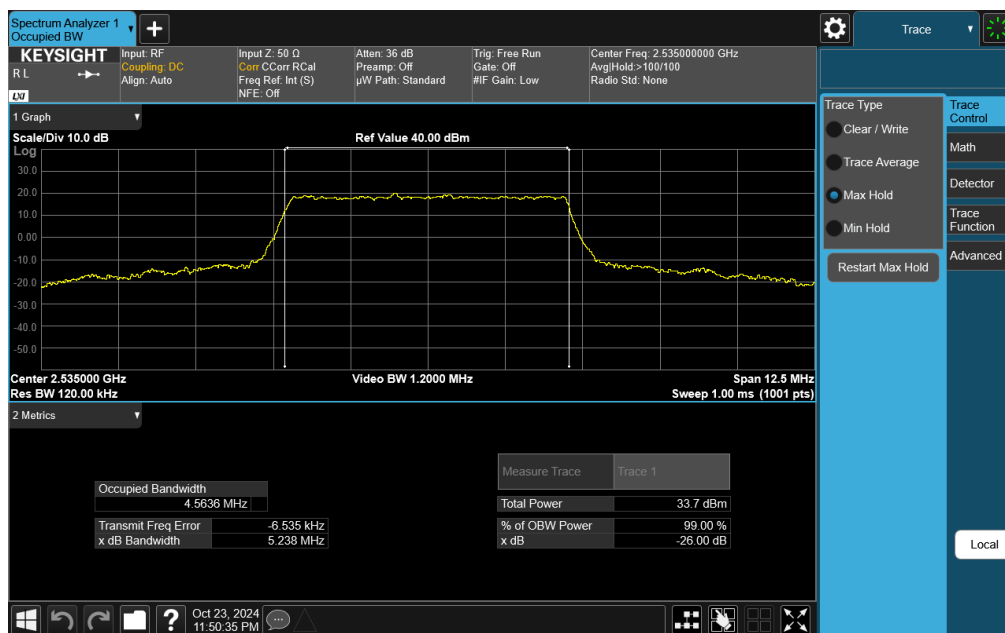 Spectrum Analyzer 1
Occupied BW
Trace
KEYSIGHT
R L
LXI
Input: RF
Coupling: DC
Align: Auto
Input Z: 50 Ω
Corr CCorr RCal
Freq Ref: Int (S)
NFE: Off
Atten: 36 dB
Preamp: Off
µW Path: Standard
Trig: Free Run
Gate: Off
#IF Gain: Low
Center Freq: 2.535000000 GHz
Avg|Hold:>100/100
Radio Std: None
1 Graph
Scale/Div 10.0 dB
Ref Value 40.00 dBm
Log
30.0
20.0
10.0
0.00
-10.0
-20.0
-30.0
-40.0
-50.0
Center 2.535000 GHz
Video BW 1.2000 MHz
Span 12.5 MHz
Res BW 120.00 kHz
Sweep 1.00 ms (1001 pts)
2 Metrics
Measure Trace
Trace 1
Occupied Bandwidth
4.5636 MHz
Total Power
33.7 dBm
Transmit Freq Error
-6.535 kHz
% of OBW Power
99.00 %
x dB Bandwidth
5.238 MHz
x dB
-26.00 dB
Trace Type
Clear / Write
Trace Average
Max Hold
Min Hold
Restart Max Hold
Trace
Control
Math
Detector
Trace
Function
Advanced
Local
?
Oct 23, 2024
11:50:35 PM